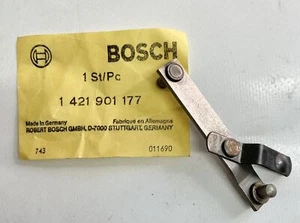 BOSCH
1 St/Pc
1 421 901 177
Made in Germany Fabriqué en Allemagne
ROBERT BOSCH GMBH, D-7000 STUTTGART, GERMANY
743 011690